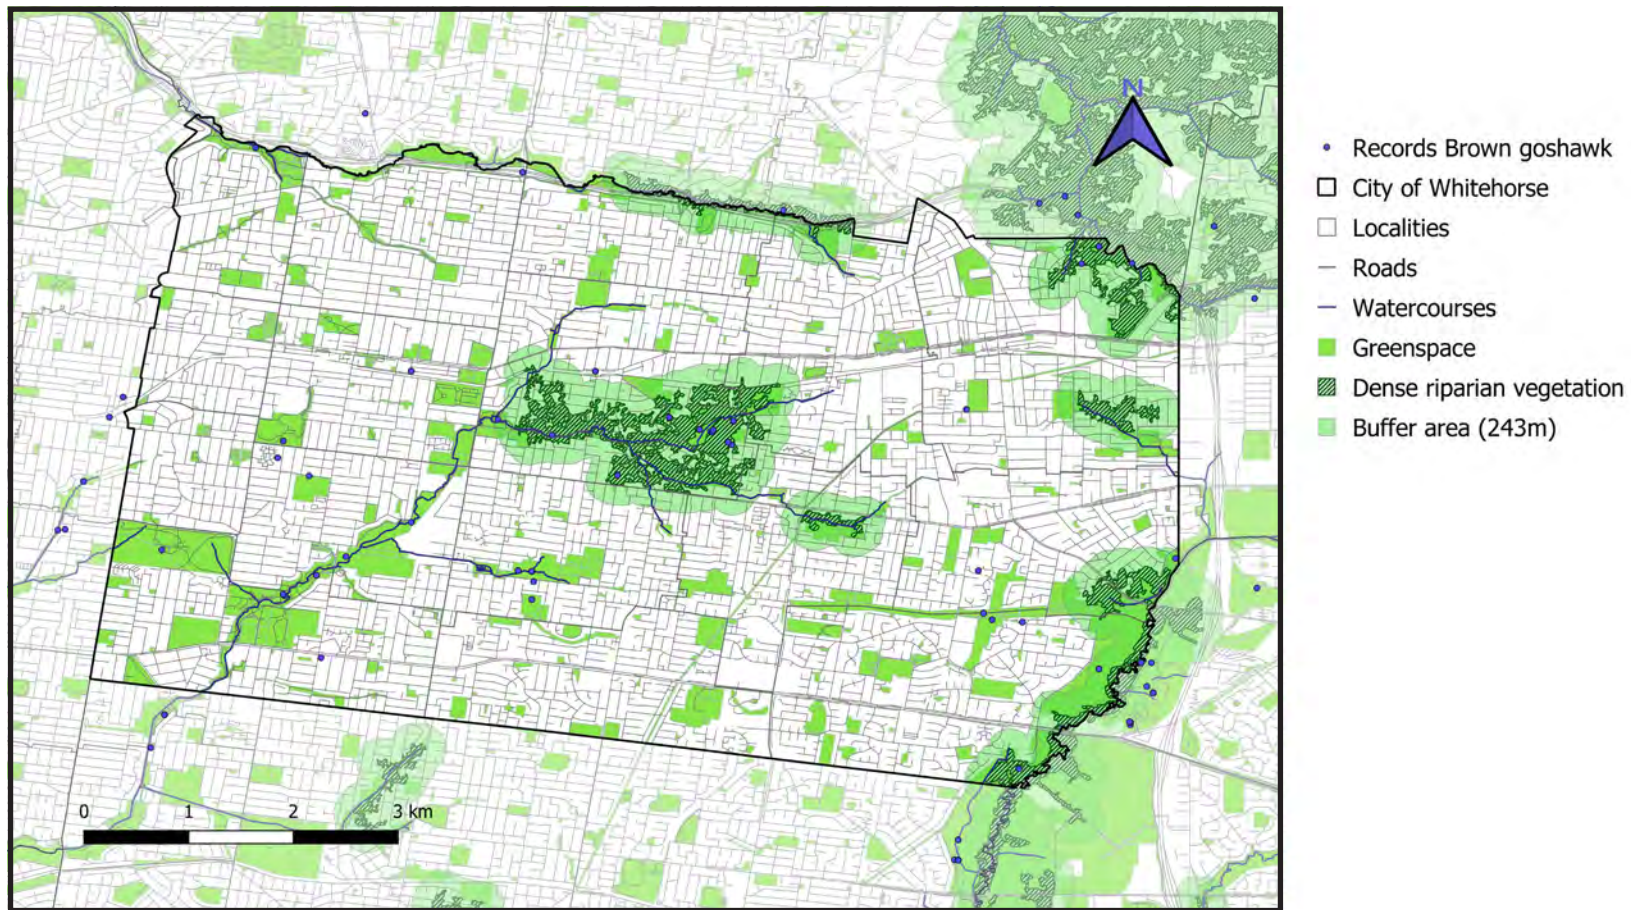 N
Records Brown goshawk
City of Whitehorse
Localities
Roads
Watercourses
Greenspace
Dense riparian vegetation
Buffer area (243m)
0 1 2 3 km